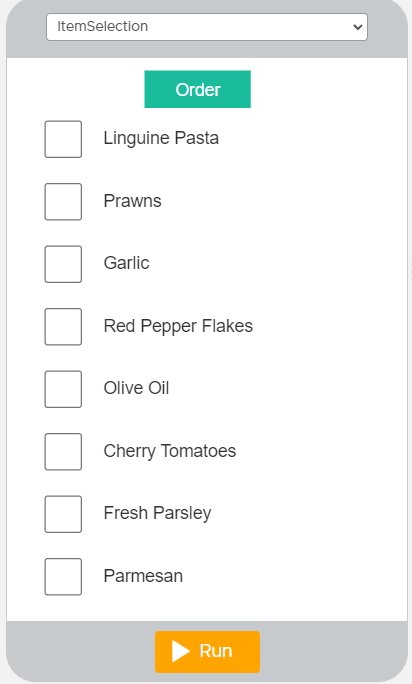 ItemSelection
Order
Linguine Pasta
Prawns
Garlic
Red Pepper Flakes
Olive Oil
Cherry Tomatoes
Fresh Parsley
Parmesan
Run